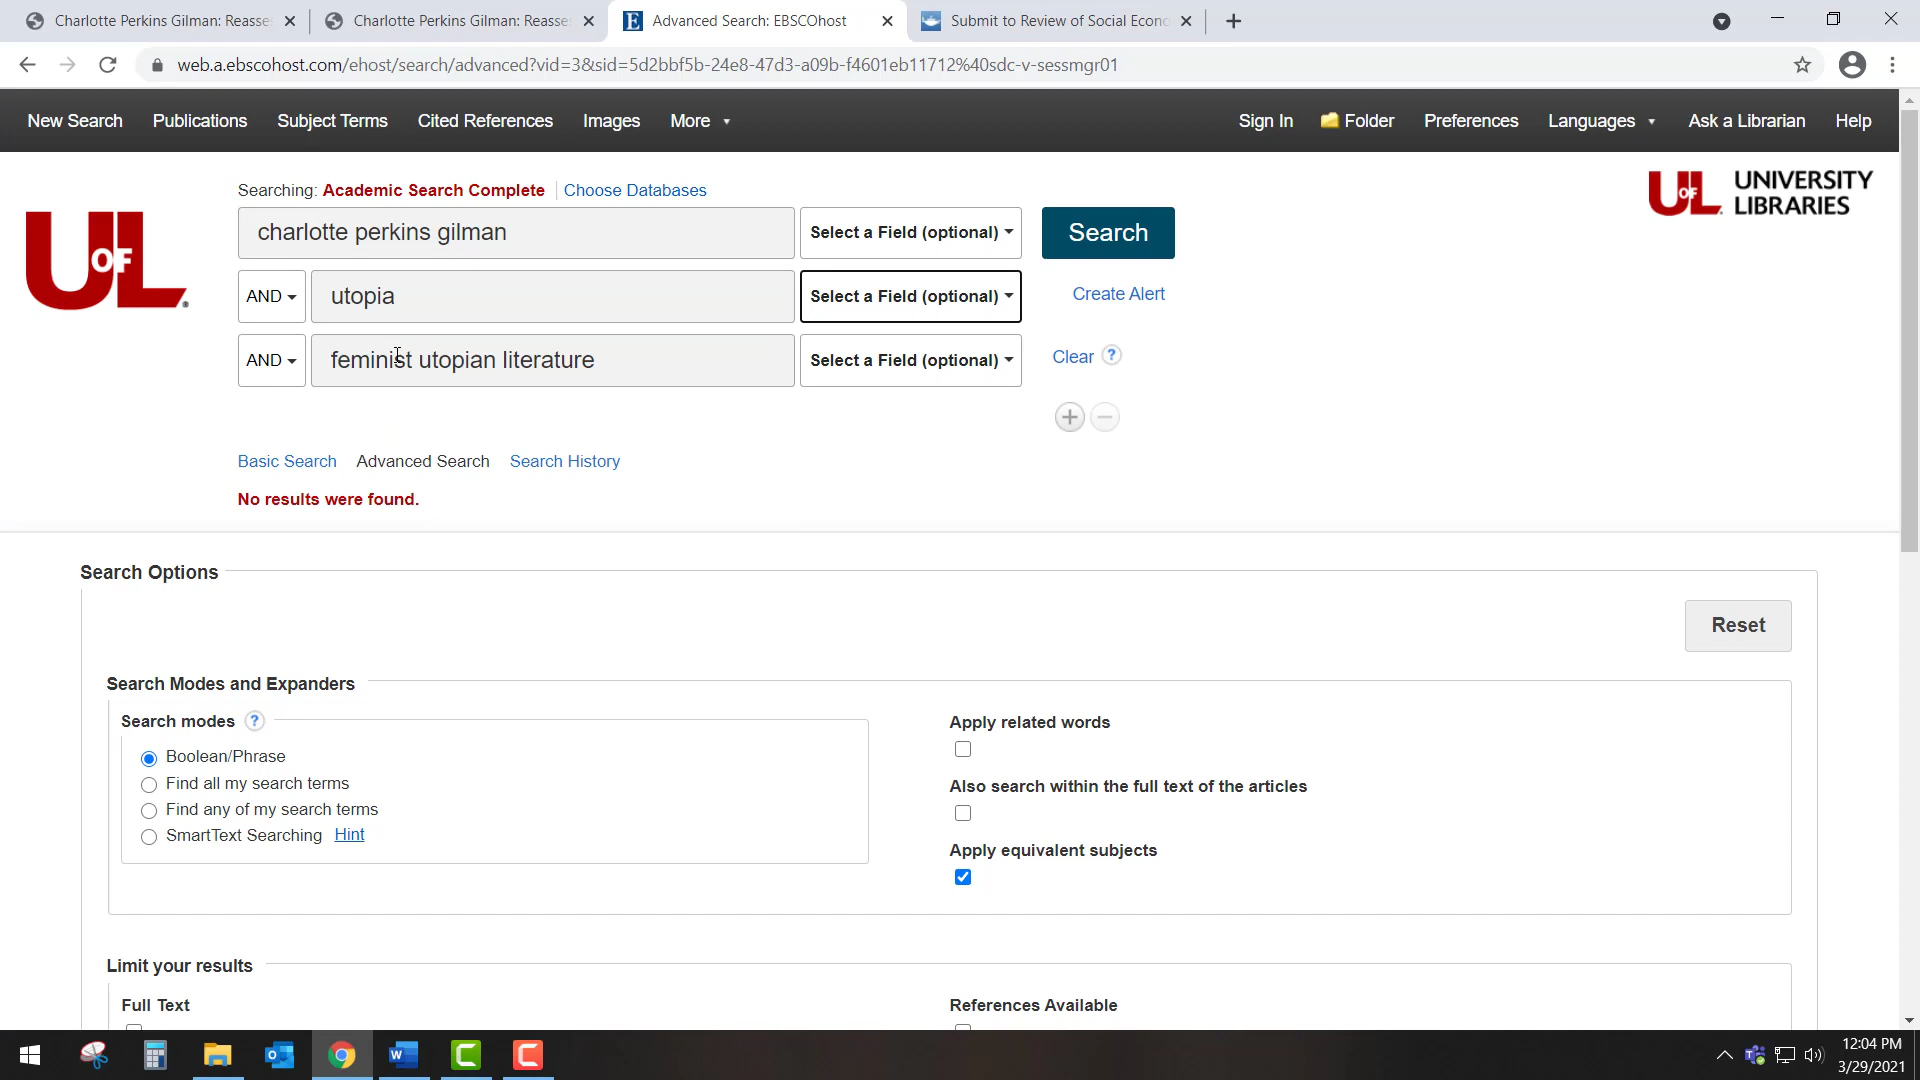 Charlotte Perkins Gilman: Reasse
Charlotte Perkins Gilman: Reasse
Advanced Search: EBSCOhost
Submit to Review of Social Econo
web.a.ebscohost.com/ehost/search/advanced?vid=3&sid=5d2bbf5b-24e8-47d3-a09b-f4601eb11712%40sdc-v-sessmgr01
New Search Publications Subject Terms Cited References Images More
Sign In Folder Preferences Languages Ask a Librarian Help
Searching: Academic Search Complete Choose Databases
UNIVERSITY
LIBRARIES
UOFL
UOFL
charlotte perkins gilman Select a Field (optional) Search
AND utopia Select a Field (optional) Create Alert
AND feminist utopian literature Select a Field (optional) Clear ?
Basic Search Advanced Search Search History
No results were found.
Search Options
Reset
Search Modes and Expanders
Search modes ?
Boolean/Phrase
Find all my search terms
Find any of my search terms
SmartText Searching Hint
Apply related words
Also search within the full text of the articles
Apply equivalent subjects
Limit your results
Full Text
References Available
12:04 PM
3/29/2021